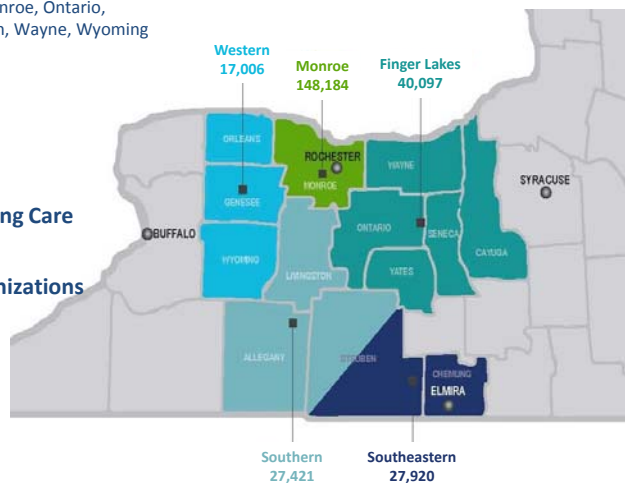 nroe, Ontario,
n, Wayne, Wyoming
Western
17,006
Monroe
148,184
Finger Lakes
40,097
ORLEANS
ROCHESTER
MONROE
WAYNE
GENESEE
SYRACUSE
ng Care
BUFFALO
ONTARIO
SENECA
CAYUGA
WYOMING
LIVINGSTON
YATES
nizations
ALLEGANY
STEUBEN
CHEMUNG
ELMIRA
Southern
27,421
Southeastern
27,920